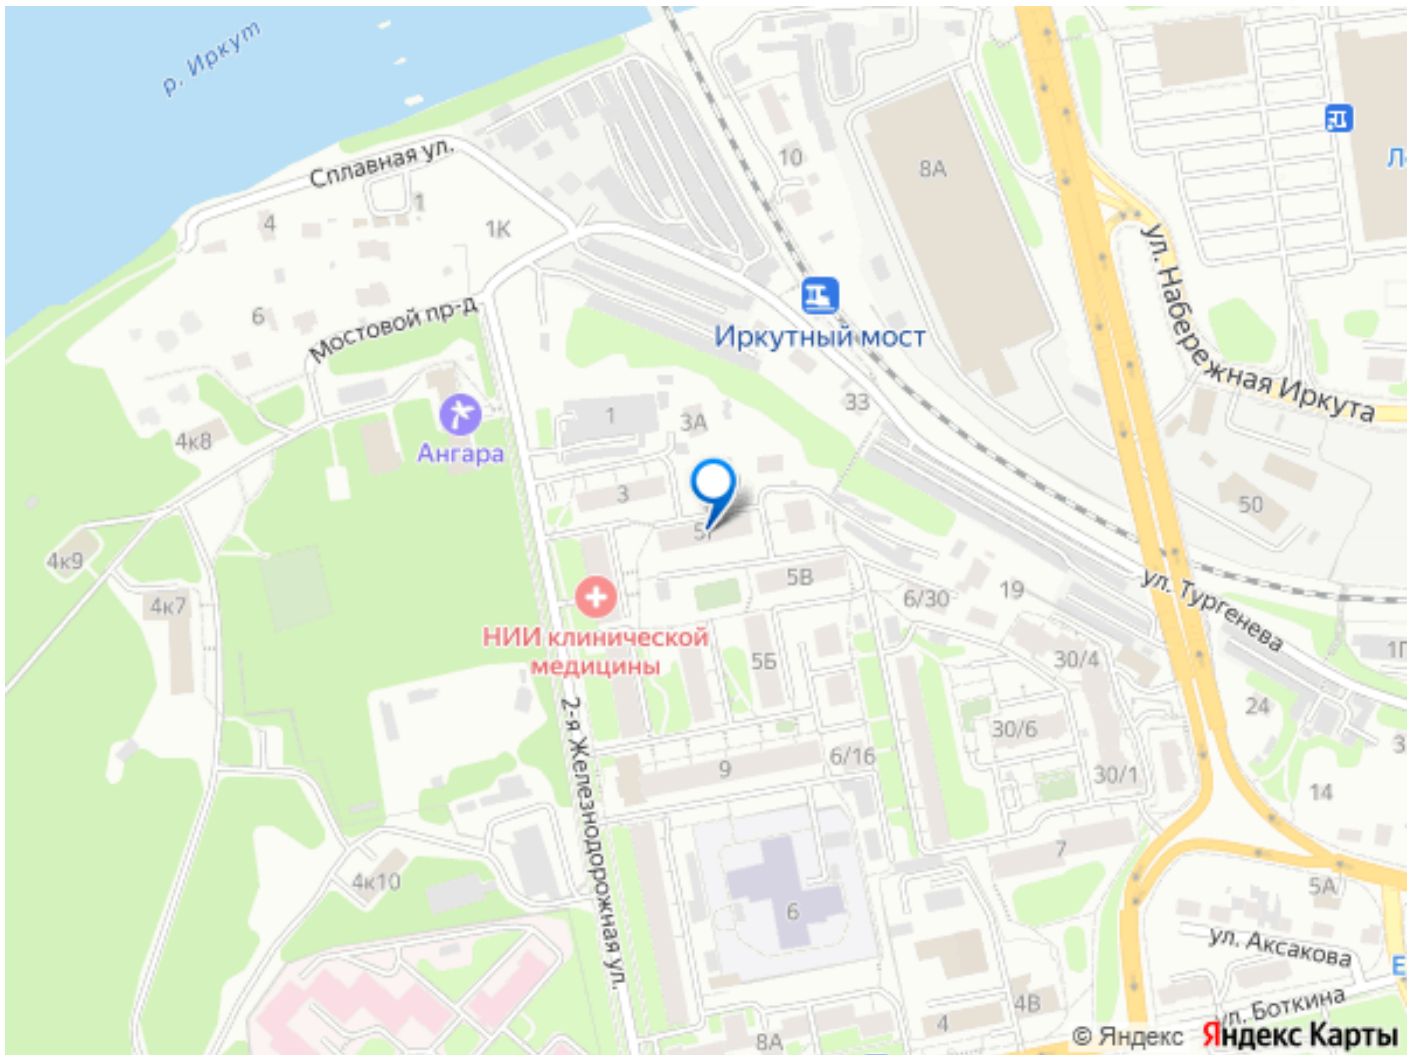 р. Иркут
Сплавная ул.
10
8А
4
1
1К
ул. Набережная Иркута
6
Мостовой пр-д
Иркутный мост
33
1
3А
4к8
Ангара
3
50
5Г
4к9
5В
19
ул. Тургенева
4к7
6/30
НИИ клинической
медицины
5Б
30/4
24
2-я Железнодорожная ул.
30/6
6/16
9
30/1
14
7
4к10
5А
6
ул. Аксакова
4В
ул. Боткина
4
8А
© Яндекс Яндекс Карты